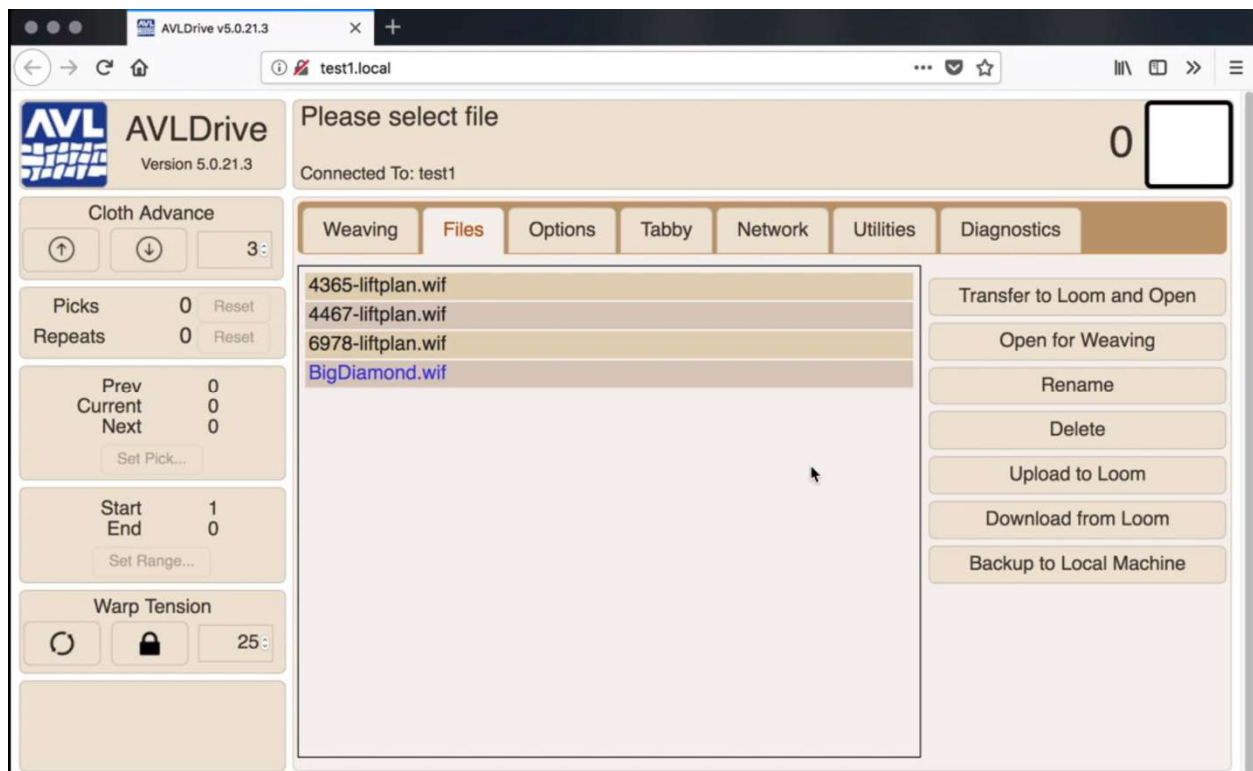 AVLDrive v5.0.21.3
test1.local
AVL
AVLDrive
Version 5.0.21.3
Please select file
Connected To: test1
0
Cloth Advance
3
Picks 0 Reset
Repeats 0 Reset
Prev 0
Current 0
Next 0
Set Pick...
Start 1
End 0
Set Range...
Warp Tension
25
Weaving Files Options Tabby Network Utilities Diagnostics
4365-liftplan.wif
4467-liftplan.wif
6978-liftplan.wif
BigDiamond.wif
Transfer to Loom and Open
Open for Weaving
Rename
Delete
Upload to Loom
Download from Loom
Backup to Local Machine